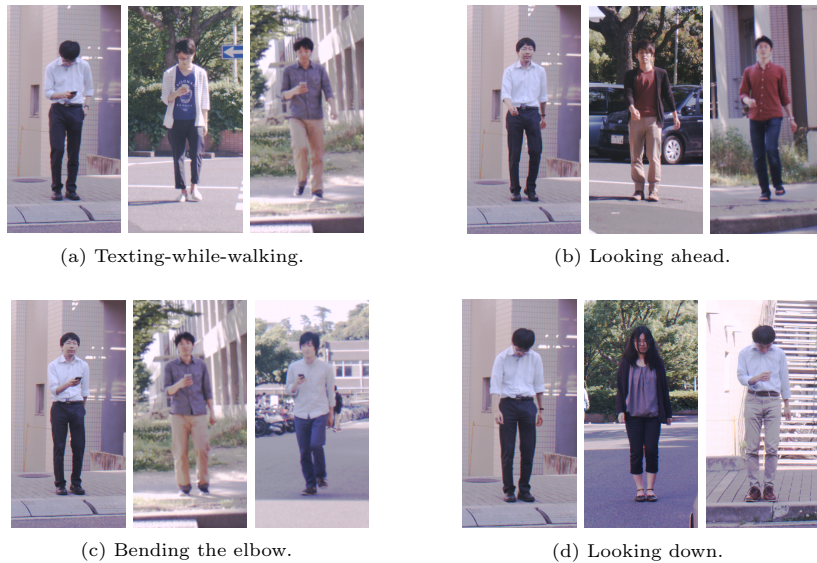 (a) Texting-while-walking.
(b) Looking ahead.
(c) Bending the elbow.
(d) Looking down.